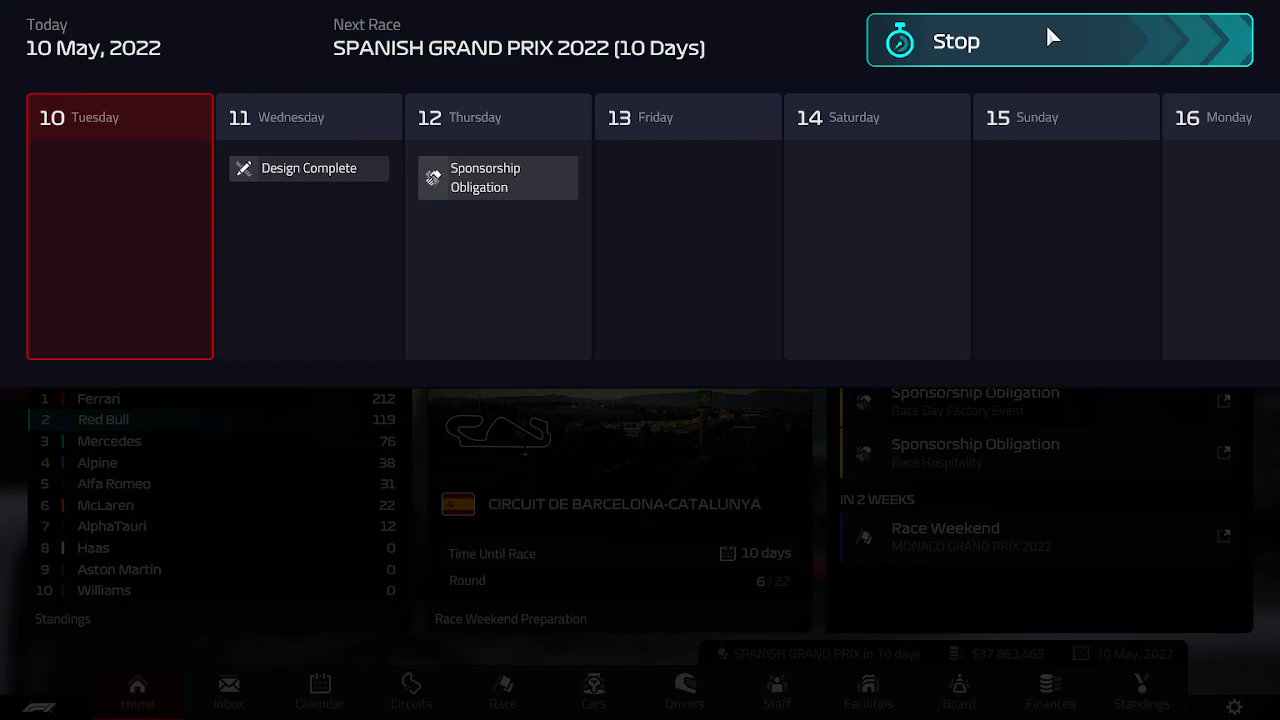 Today
10 May, 2022
Next Race
SPANISH GRAND PRIX 2022 (10 Days)
Stop
10 Tuesday
11 Wednesday
12 Thursday
13 Friday
14 Saturday
15 Sunday
16 Monday
Design Complete
Sponsorship
Obligation
1 Ferrari 212
2 Red Bull 119
3 Mercedes 76
4 Alpine 38
5 Alfa Romeo 31
6 McLaren 22
7 AlphaTauri 12
8 Haas 0
9 Aston Martin 0
10 Williams 0
Standings
CIRCUIT DE BARCELONA-CATALUNYA
Time Until Race 10 days
Round 6 / 22
Race Weekend Preparation
Sponsorship Obligation
Race Day Factory Event
Sponsorship Obligation
Race Hospitality
IN 2 WEEKS
Race Weekend
MONACO GRAND PRIX 2022
SPANISH GRAND PRIX in 10 days
$37,863,465
10 May, 2022
F1
Home
Inbox
Calendar
Circuits
Race
Cars
Drivers
Staff
Facilities
Board
Finances
Standings